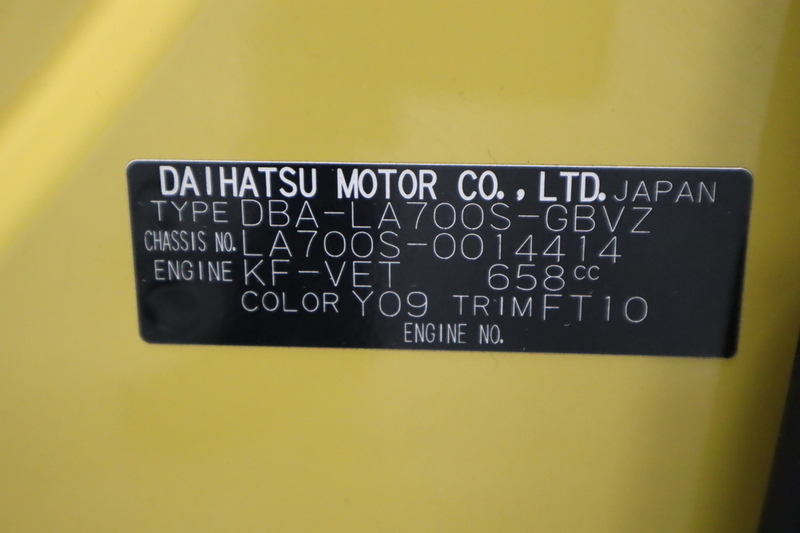 DAIHATSU MOTOR CO., LTD. JAPAN
TYPE DBA-LA700S-GBVZ
CHASSIS NO. LA700S-0014414
ENGINE KF-VET 658cc
COLOR Y09 TRIM FT10
ENGINE NO.